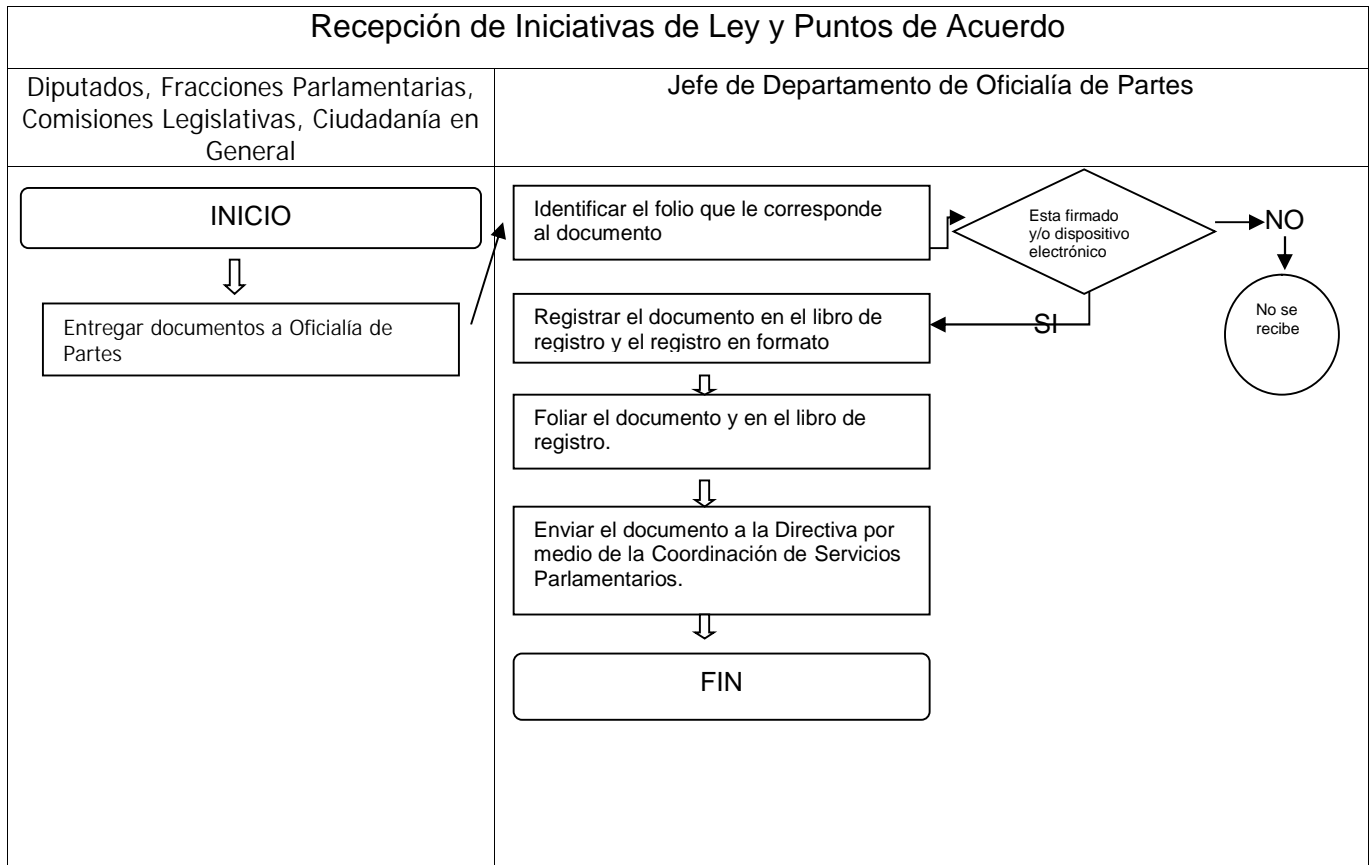 Recepción de Iniciativas de Ley y Puntos de Acuerdo
Diputados, Fracciones Parlamentarias,
Comisiones Legislativas, Ciudadanía en
General
Jefe de Departamento de Oficialía de Partes
INICIO
Entregar documentos a Oficialía de
Partes
Identificar el folio que le corresponde
al documento
Esta firmado
y/o dispositivo
electrónico
NO
No se
recibe
SI
Registrar el documento en el libro de
registro y el registro en formato
Foliar el documento y en el libro de
registro.
Enviar el documento a la Directiva por
medio de la Coordinación de Servicios
Parlamentarios.
FIN